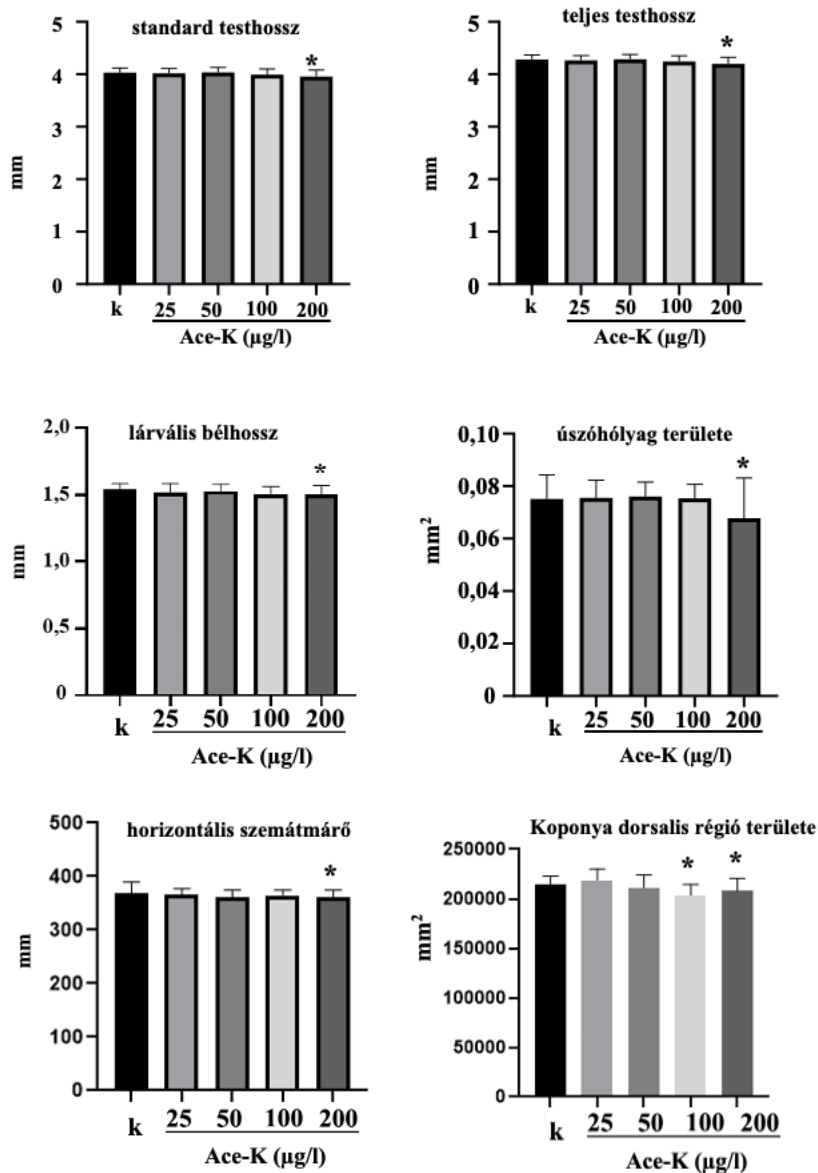 standard testhossz
5
4
3
2
1
0
mm
*
k 25 50 100 200
Ace-K (µg/l)
teljes testhossz
5
4
3
2
1
0
mm
*
k 25 50 100 200
Ace-K (µg/l)
lárvális bélhossz
2,0
1,5
1,0
0,5
0
mm
*
k 25 50 100 200
Ace-K (µg/l)
úszóhólyag területe
0,10
0,08
0,06
0,04
0,02
0
mm²
*
k 25 50 100 200
Ace-K (µg/l)
horizontális szemátmárő
500
400
300
200
100
0
mm
*
k 25 50 100 200
Ace-K (µg/l)
Koponya dorsalis régió területe
250000
200000
150000
100000
50000
0
mm²
* *
k 25 50 100 200
Ace-K (µg/l)